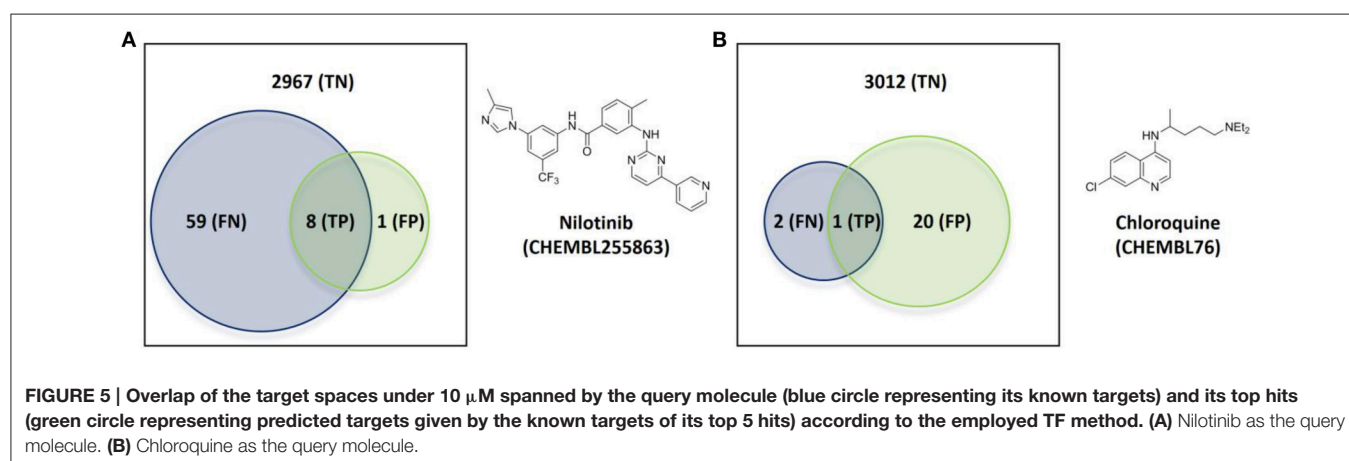 A
2967 (TN)
59 (FN)
8 (TP)
1 (FP)
N
N
H
N
O
CF3
H
N
N
N
N
Nilotinib
(CHEMBL255863)
B
3012 (TN)
2 (FN)
1 (TP)
20 (FP)
HN
NEt2
Cl
N
Chloroquine
(CHEMBL76)
FIGURE 5 | Overlap of the target spaces under 10 μM spanned by the query molecule (blue circle representing its known targets) and its top hits
(green circle representing predicted targets given by the known targets of its top 5 hits) according to the employed TF method. (A) Nilotinib as the query
molecule. (B) Chloroquine as the query molecule.